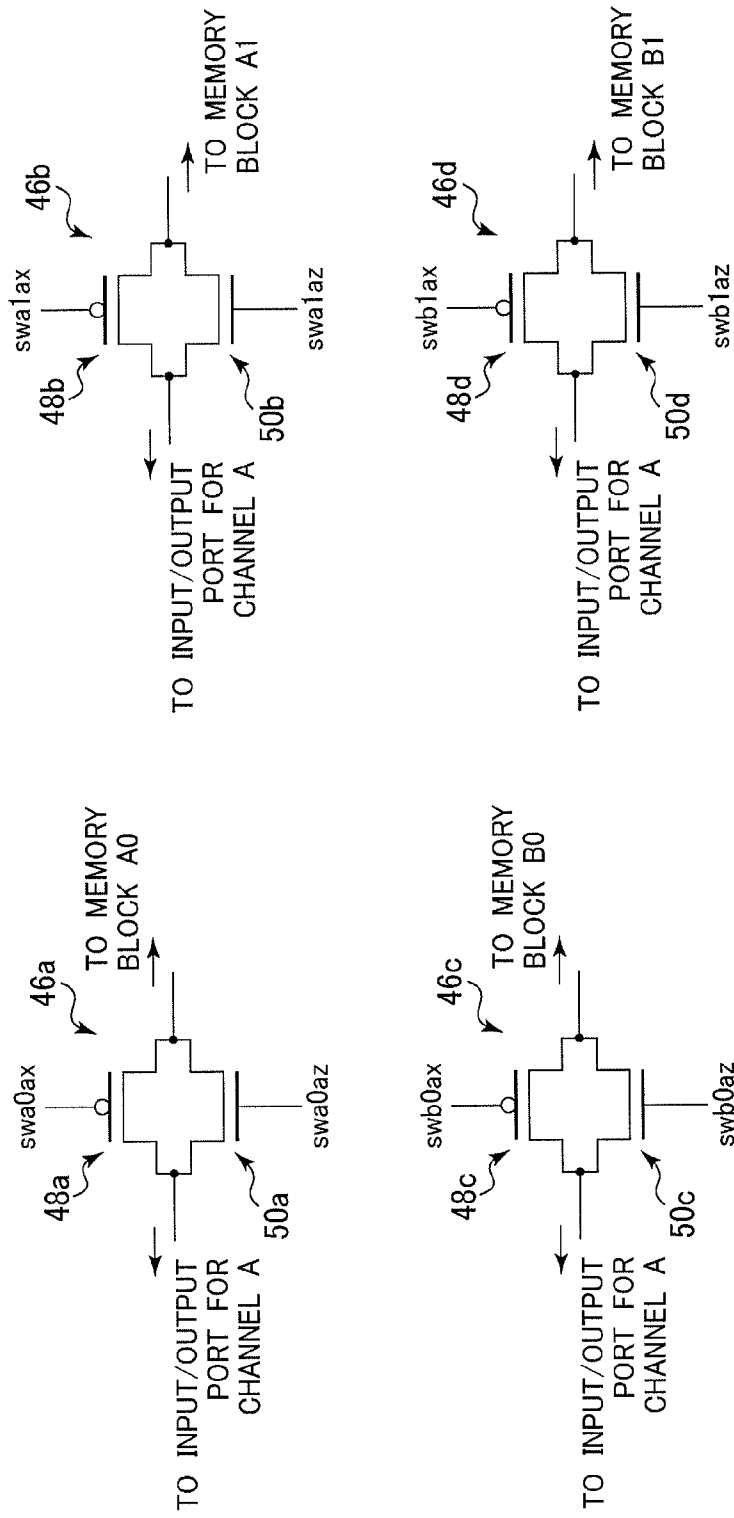 swa0ax
46a
TO MEMORY
BLOCK A0
48a
50a
swa0az
TO INPUT/OUTPUT
PORT FOR
CHANNEL A
swa1ax
46b
TO MEMORY
BLOCK A1
48b
50b
swa1az
TO INPUT/OUTPUT
PORT FOR
CHANNEL A
swb0ax
46c
TO MEMORY
BLOCK B0
48c
50c
swb0az
TO INPUT/OUTPUT
PORT FOR
CHANNEL A
swb1ax
46d
TO MEMORY
BLOCK B1
48d
50d
swb1az
TO INPUT/OUTPUT
PORT FOR
CHANNEL A